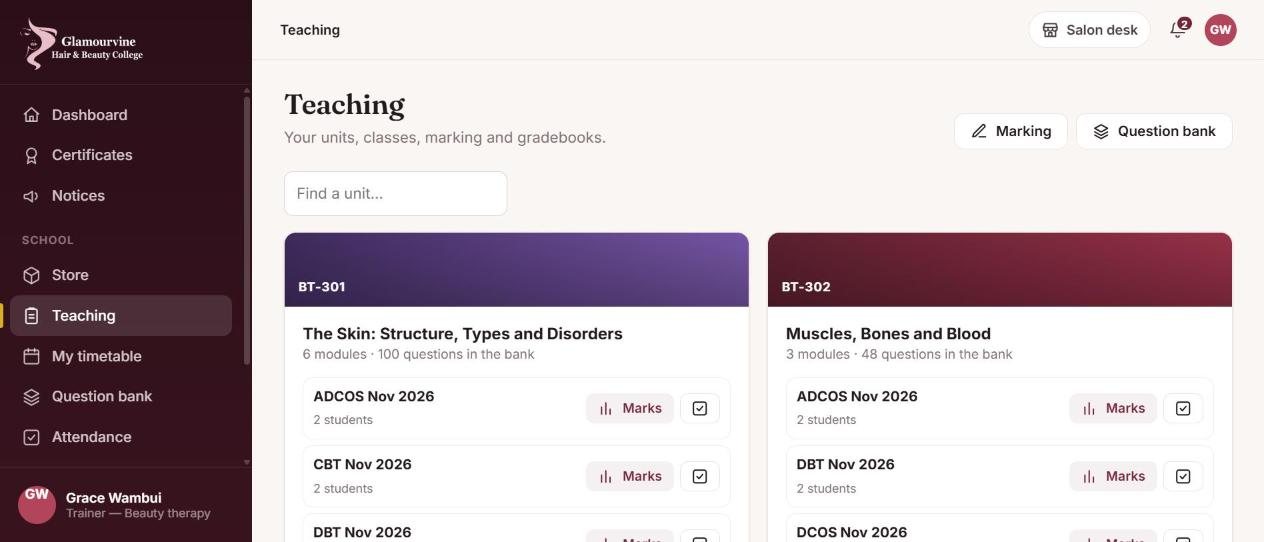 Glamourvine
Hair & Beauty College
Dashboard
Certificates
Notices
SCHOOL
Store
Teaching
My timetable
Question bank
Attendance
GW
Grace Wambui
Trainer — Beauty therapy
Teaching
Salon desk
2
GW
Teaching
Your units, classes, marking and gradebooks.
Marking
Question bank
Find a unit...
BT-301
The Skin: Structure, Types and Disorders
6 modules · 100 questions in the bank
ADCOS Nov 2026
2 students
Marks
CBT Nov 2026
2 students
Marks
DBT Nov 2026
Marks
BT-302
Muscles, Bones and Blood
3 modules · 48 questions in the bank
ADCOS Nov 2026
2 students
Marks
DBT Nov 2026
2 students
Marks
DCOS Nov 2026
Marks